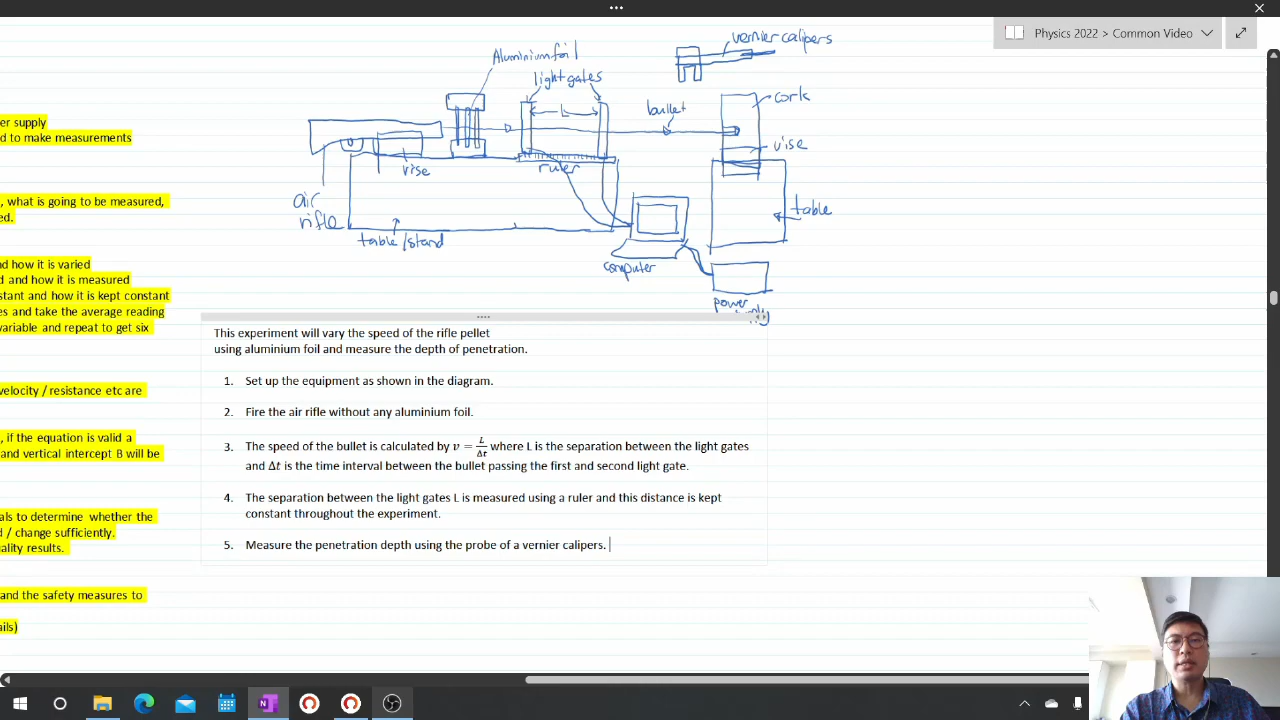 Physics 2022 > Common Video
vernier calipers
Aluminium foil
light gates
L
bullet
cork
vise
ruler
vise
air
rifle
table
table/stand
computer
power
er supply
d to make measurements
, what is going to be measured,
ed.
nd how it is varied
d and how it is measured
stant and how it is kept constant
es and take the average reading
variable and repeat to get six
velocity / resistance etc are
, if the equation is valid a
and vertical intercept B will be
als to determine whether the
d / change sufficiently.
ality results.
and the safety measures to
ails)
This experiment will vary the speed of the rifle pellet
using aluminium foil and measure the depth of penetration.
1. Set up the equipment as shown in the diagram.
2. Fire the air rifle without any aluminium foil.
3. The speed of the bullet is calculated by v = L/Δt where L is the separation between the light gates
and Δt is the time interval between the bullet passing the first and second light gate.
4. The separation between the light gates L is measured using a ruler and this distance is kept
constant throughout the experiment.
5. Measure the penetration depth using the probe of a vernier calipers.